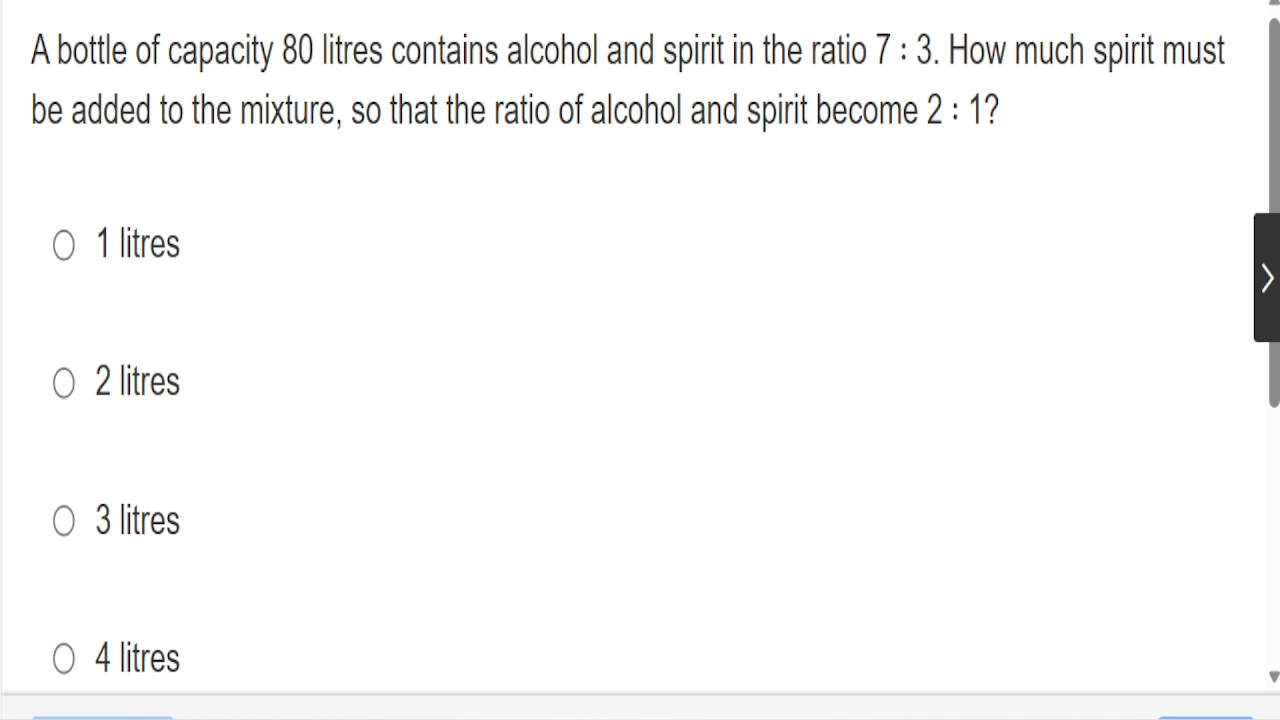 A bottle of capacity 80 litres contains alcohol and spirit in the ratio 7 : 3. How much spirit must
be added to the mixture, so that the ratio of alcohol and spirit become 2 : 1?
1 litres
2 litres
3 litres
4 litres